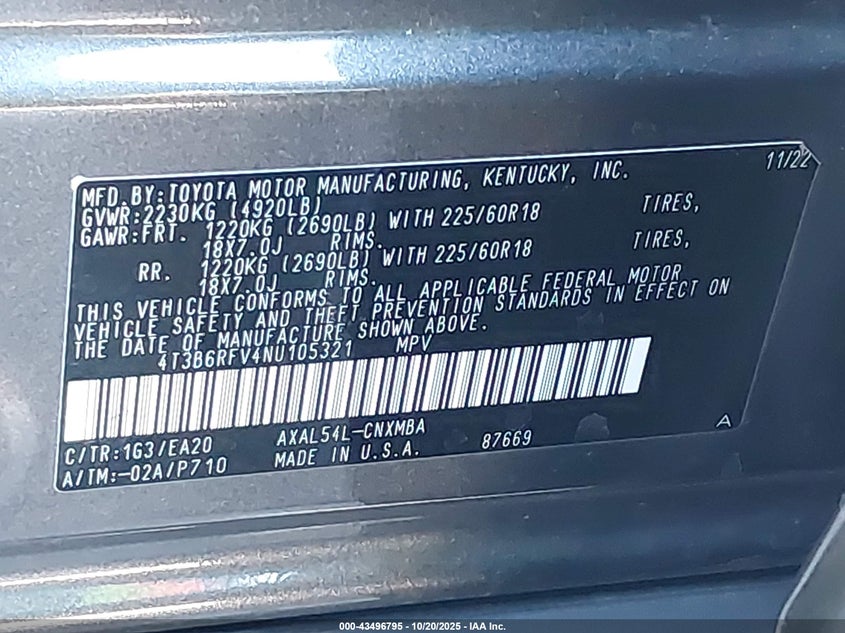 11/22
MFD.BY:TOYOTA MOTOR MANUFACTURING, KENTUCKY, INC.
GVWR:2230KG (4920LB)
GAWR:FRT. 1220KG (2690LB) WITH 225/60R18 TIRES,
18X7.0J RIMS.
RR. 1220KG (2690LB) WITH 225/60R18 TIRES,
18X7.0J RIMS.
THIS VEHICLE CONFORMS TO ALL APPLICABLE FEDERAL MOTOR
VEHICLE SAFETY AND THEFT PREVENTION STANDARDS IN EFFECT ON
THE DATE OF MANUFACTURE SHOWN ABOVE.
4T3B6RFV4NU105321 MPV
C/TR:1G3/EA20 AXAL54L-CNXMBA 87669 A
A/TM:-02A/P710 MADE IN U.S.A.
000-43496795 - 10/20/2025 - IAA Inc.